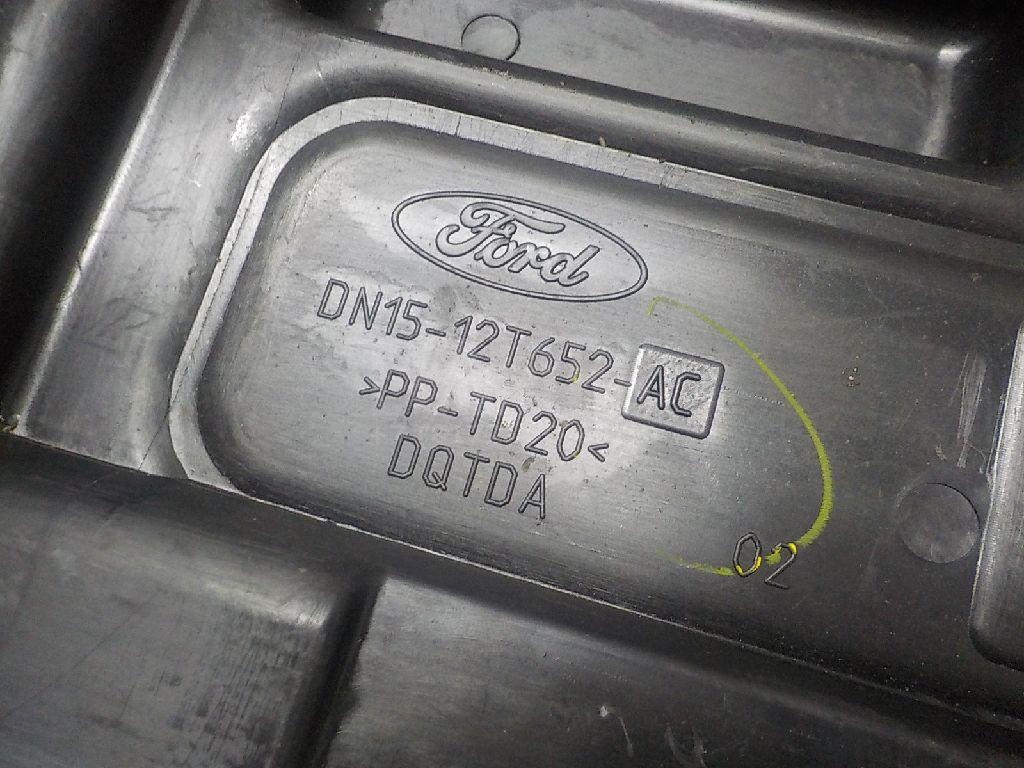 Ford
DN15-12T652-AC
>PP-TD20<
DQTDA
02